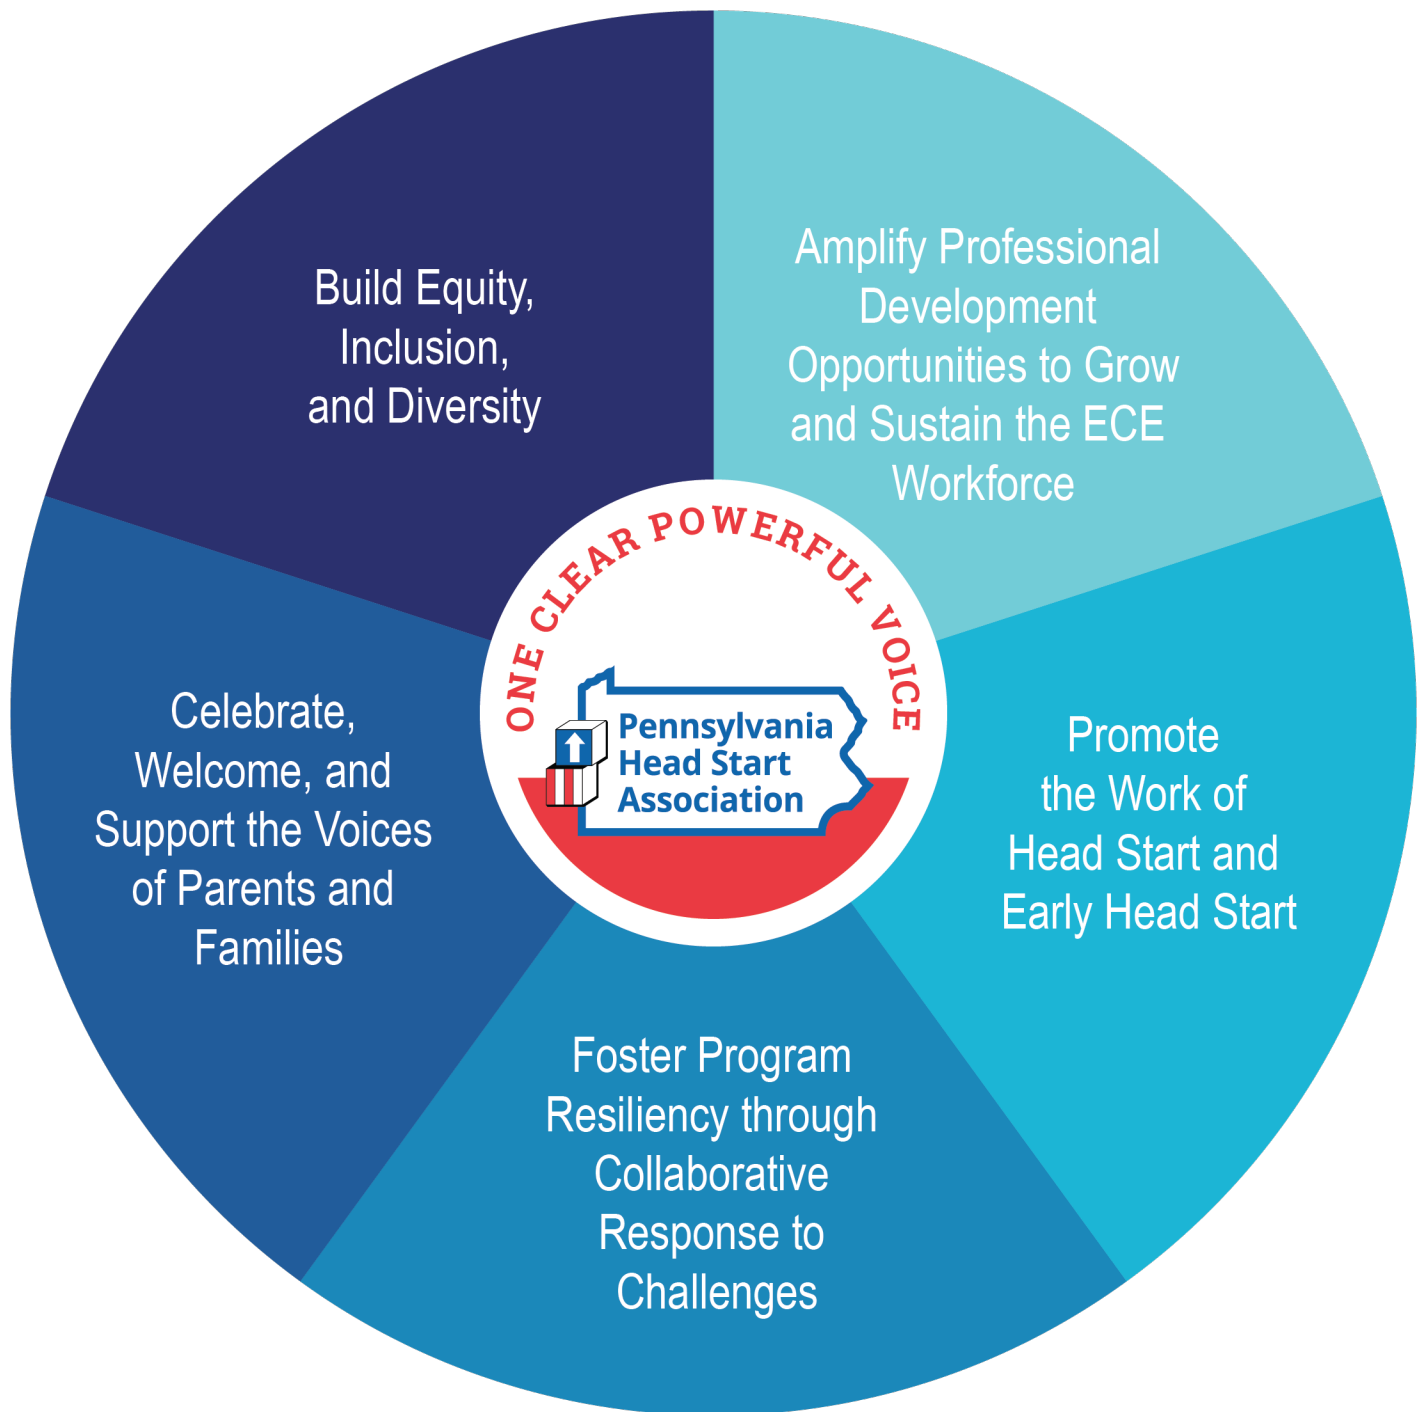 Build Equity,
Inclusion,
and Diversity
Amplify Professional
Development
Opportunities to Grow
and Sustain the ECE
Workforce
ONE CLEAR POWERFUL VOICE
Pennsylvania
Head Start
Association
Celebrate,
Welcome, and
Support the Voices
of Parents and
Families
Promote
the Work of
Head Start and
Early Head Start
Foster Program
Resiliency through
Collaborative
Response to
Challenges